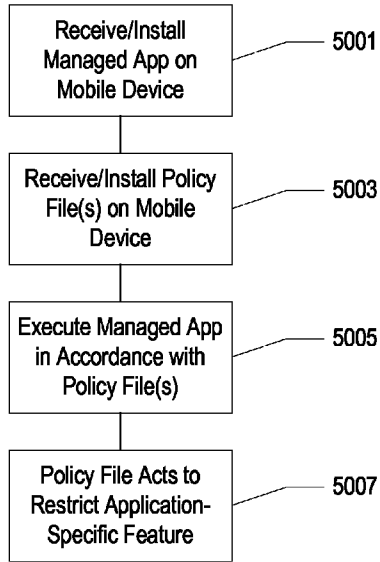 Receive/Install
Managed App on
Mobile Device
5001
Receive/Install Policy
File(s) on Mobile
Device
5003
Execute Managed App
in Accordance with
Policy File(s)
5005
Policy File Acts to
Restrict Application-
Specific Feature
5007